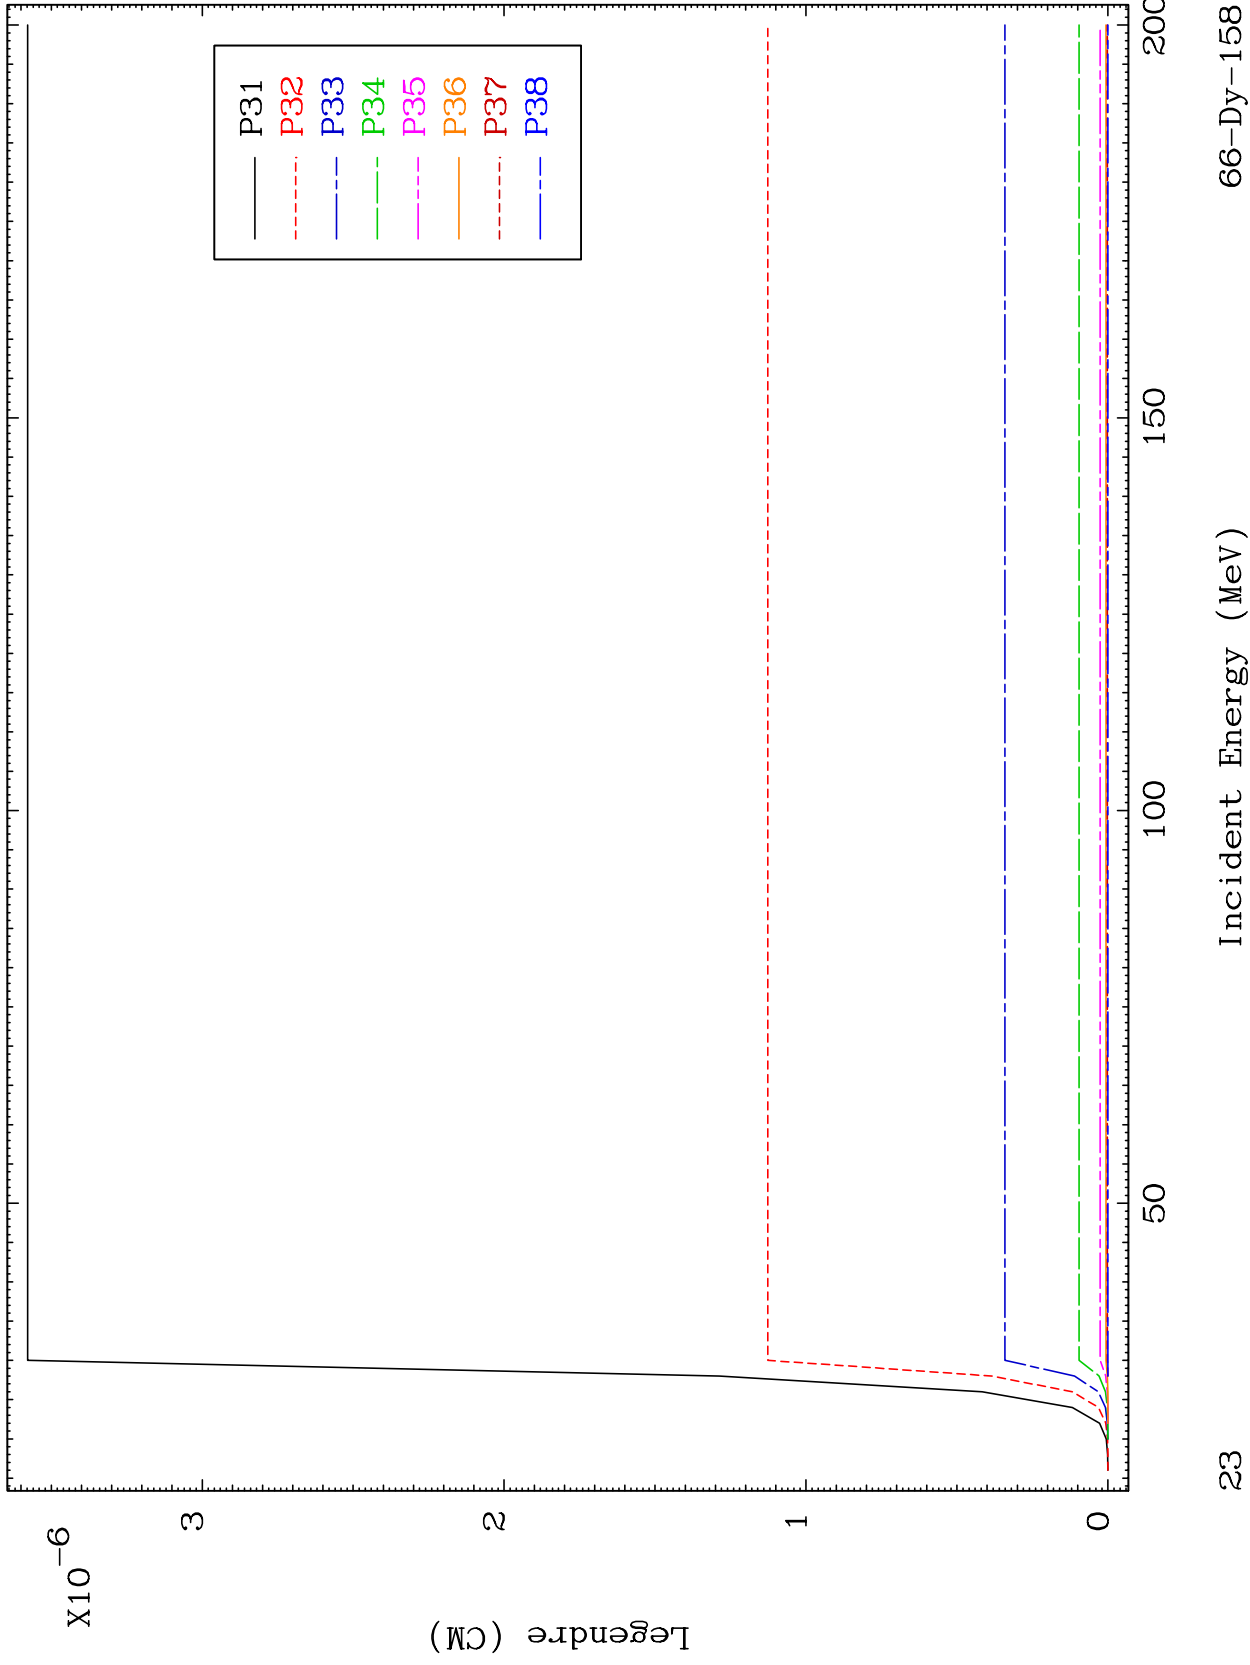 X10-6
Legendre (CM)
3
2
1
0
P31
P32
P33
P34
P35
P36
P37
P38
50
100
150
200
Incident Energy (MeV)
23
66-Dy-158